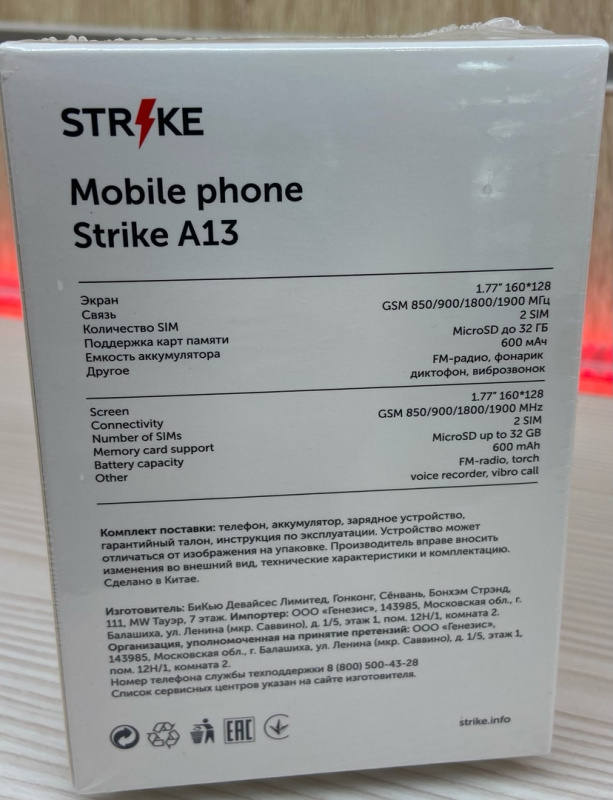 STRIKE
Mobile phone
Strike A13
Экран 1.77" 160*128
Связь GSM 850/900/1800/1900 МГц
Количество SIM 2 SIM
Поддержка карт памяти MicroSD до 32 ГБ
Емкость аккумулятора 600 мАч
Другое FM-радио, фонарик
диктофон, виброзвонок
Screen 1.77" 160*128
Connectivity GSM 850/900/1800/1900 MHz
Number of SIMs 2 SIM
Memory card support MicroSD up to 32 GB
Battery capacity 600 mAh
Other FM-radio, torch
voice recorder, vibro call
Комплект поставки: телефон, аккумулятор, зарядное устройство,
гарантийный талон, инструкция по эксплуатации. Устройство может
отличаться от изображения на упаковке. Производитель вправе вносить
изменения во внешний вид, технические характеристики и комплектацию.
Сделано в Китае.
Изготовитель: БиКью Девайсес Лимитед, Гонконг, Сёнвань, Бонхэм Стрэнд,
111, MW Тауэр, 7 этаж. Импортер: ООО «Генезис», 143985, Московская обл., г.
Балашиха, ул. Ленина (мкр. Саввино), д. 1/5, этаж 1, пом. 12Н/1, комната 2.
Организация, уполномоченная на принятие претензий: ООО «Генезис»,
143985, Московская обл., г. Балашиха, ул. Ленина (мкр. Саввино), д. 1/5, этаж 1,
пом. 12Н/1, комната 2.
Номер телефона службы техподдержки 8 (800) 500-43-28
Список сервисных центров указан на сайте изготовителя.
EAC
strike.info